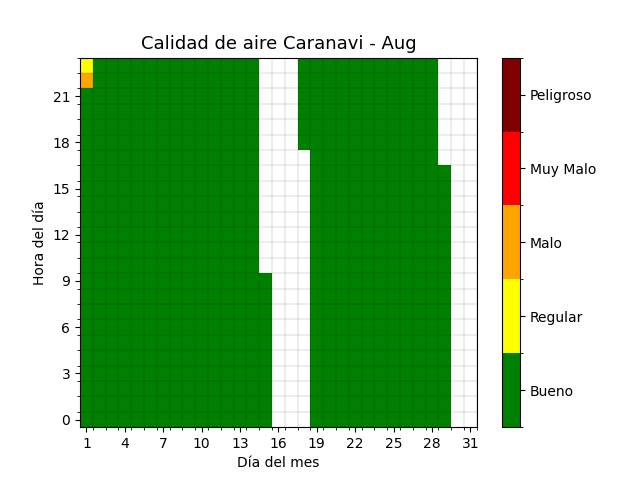 Calidad de aire Caranavi - Aug
Hora del día
21
18
15
12
9
6
3
0
1 4 7 10 13 16 19 22 25 28 31
Día del mes
Peligroso
Muy Malo
Malo
Regular
Bueno